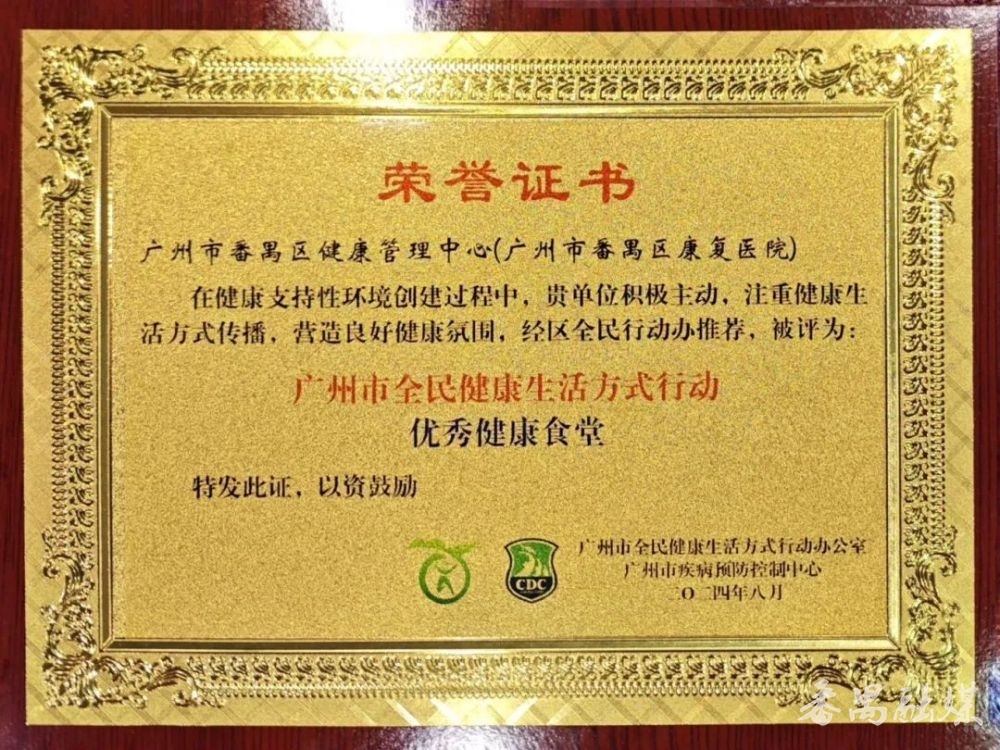 荣誉证书
广州市番禺区健康管理中心(广州市番禺区康复医院)
在健康支持性环境创建过程中，贵单位积极主动，注重健康生
活方式传播，营造良好健康氛围，经区全民行动办推荐，被评为：
广州市全民健康生活方式行动
优秀健康食堂
特发此证，以资鼓励
CDC
广州市全民健康生活方式行动办公室
广州市疾病预防控制中心
二〇二四年八月
番禺融媒